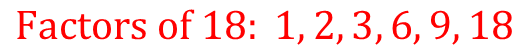 Factors of 18: 1, 2, 3, 6, 9, 18